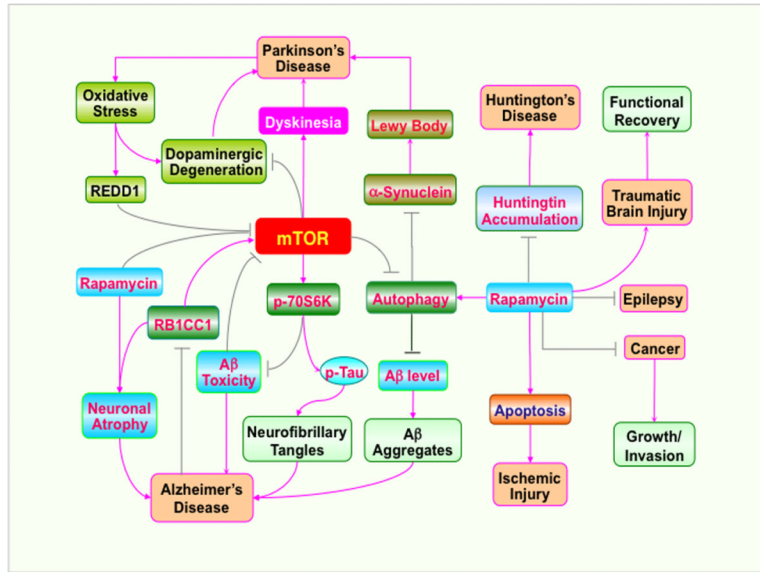 Parkinson's
Disease
Oxidative
Stress
Dyskinesia
Lewy Body
Huntington's
Disease
Functional
Recovery
Dopaminergic
Degeneration
REDD1
α-Synuclein
Huntingtin
Accumulation
Traumatic
Brain Injury
mTOR
Rapamycin
p-70S6K
Autophagy
Rapamycin
Epilepsy
RB1CC1
Aβ
Toxicity
p-Tau
Aβ level
Cancer
Neuronal
Atrophy
Neurofibrillary
Tangles
Aβ
Aggregates
Apoptosis
Growth/
Invasion
Alzheimer's
Disease
Ischemic
Injury